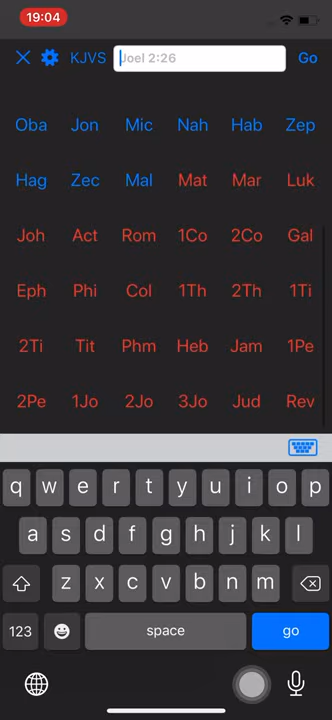 19:04
KJVS Joel 2:26 Go
Oba Jon Mic Nah Hab Zep
Hag Zec Mal Mat Mar Luk
Joh Act Rom 1Co 2Co Gal
Eph Phi Col 1Th 2Th 1Ti
2Ti Tit Phm Heb Jam 1Pe
2Pe 1Jo 2Jo 3Jo Jud Rev
q w e r t y u i o p
a s d f g h j k l
z x c v b n m
123 space go